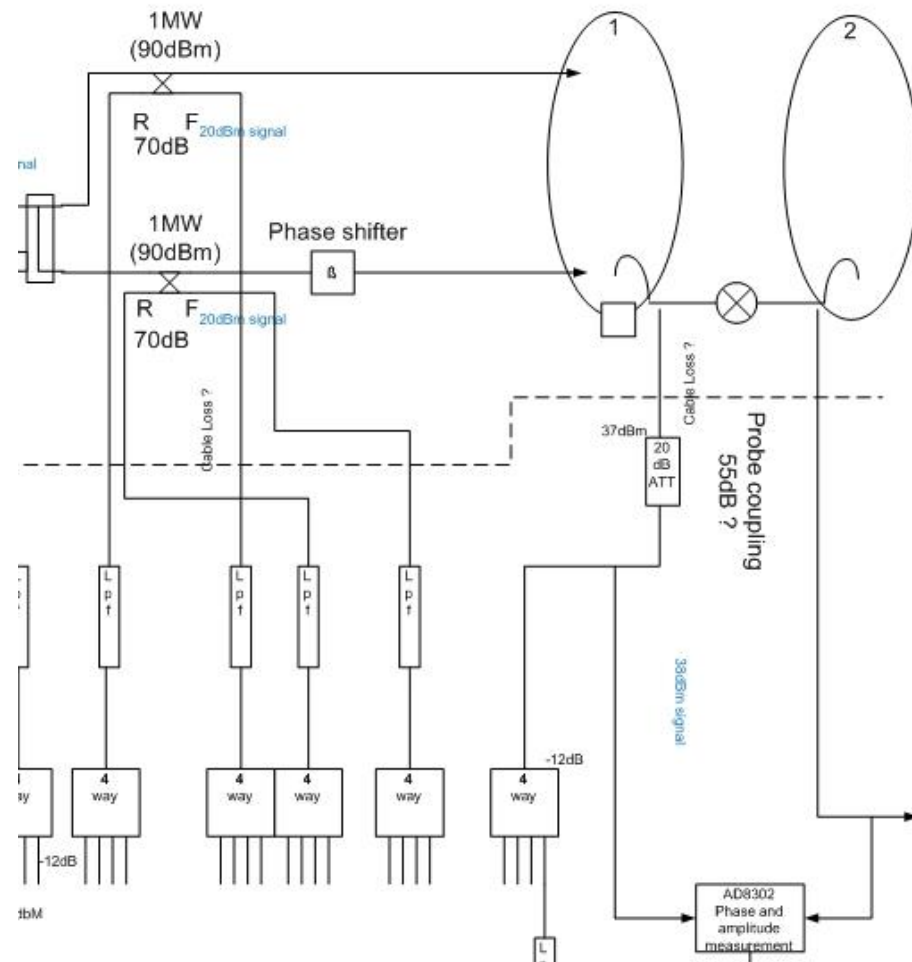 1MW
(90dBm)
1
2
R F
20dBm signal
70dB
nal
1MW
(90dBm)
Phase shifter
ß
R F
20dBm signal
70dB
Cable Loss ?
Cable Loss ?
37dBm
20
dB
ATT
Probe coupling
55dB ?
L
p
f
L
p
f
L
p
f
L
p
f
38dBm signal
-12dB
4
way
4
way
4
way
4
way
4
way
ay
-12dB
dbM
AD8302
Phase and
amplitude
measurement
L